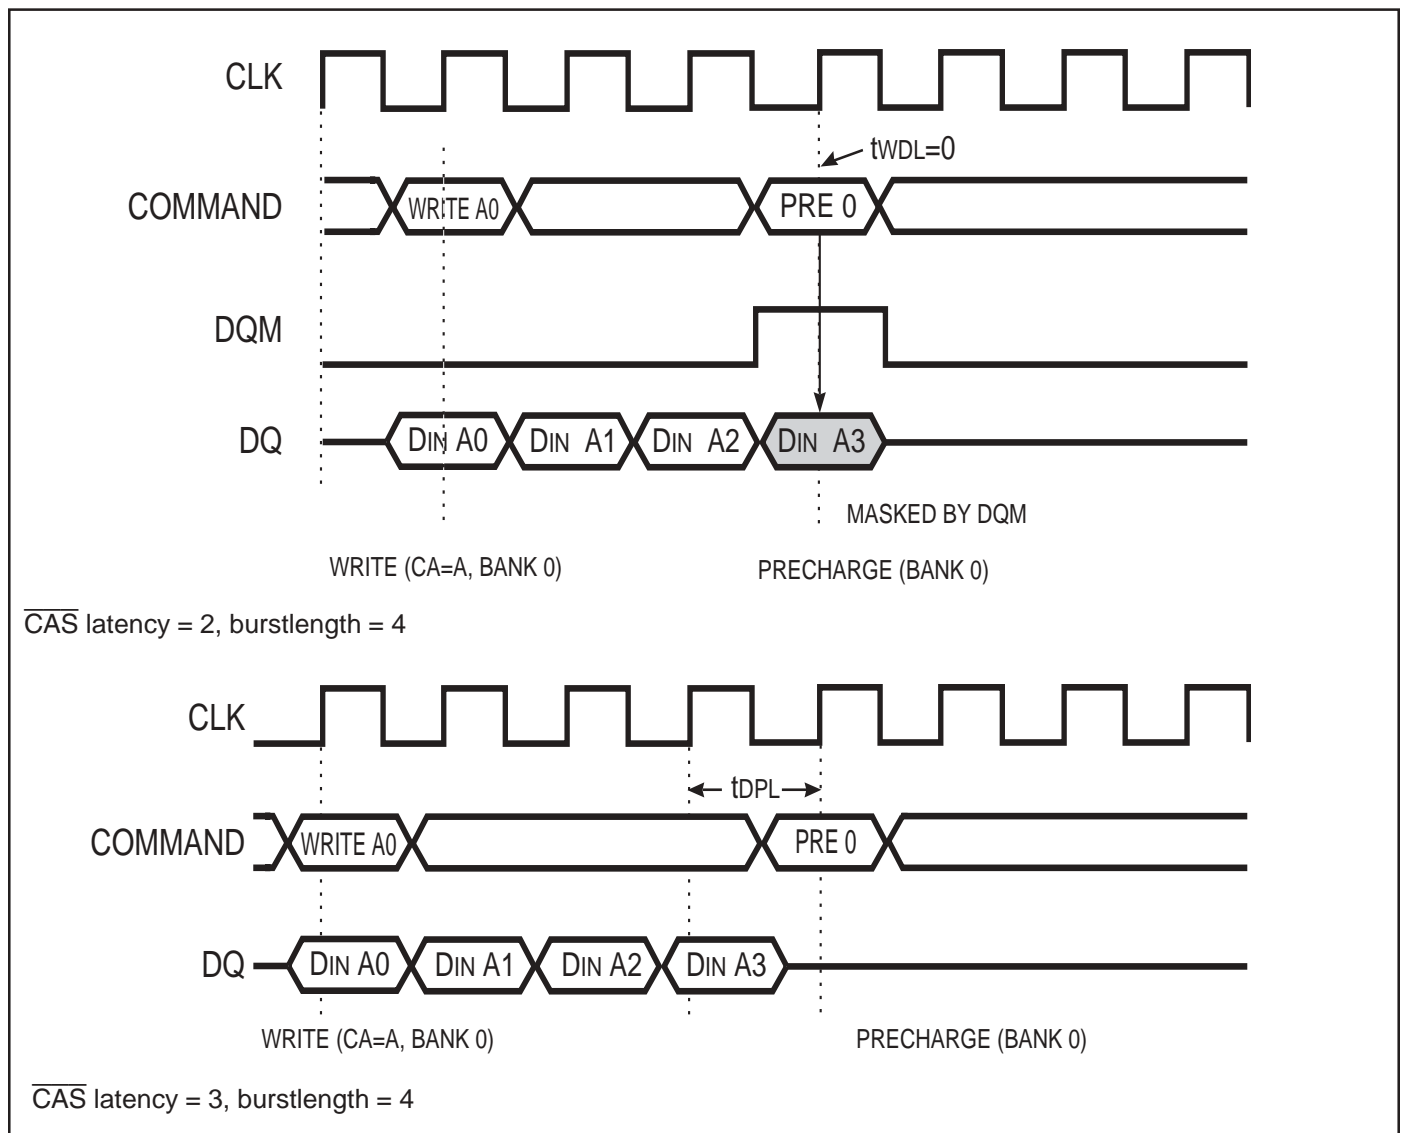 CLK
tWDL=0
COMMAND WRITE A0 PRE 0
DQM
DQ DIN A0 DIN A1 DIN A2 DIN A3
MASKED BY DQM
WRITE (CA=A, BANK 0) PRECHARGE (BANK 0)
CAS latency = 2, burstlength = 4
CLK
tDPL
COMMAND WRITE A0 PRE 0
DQ DIN A0 DIN A1 DIN A2 DIN A3
WRITE (CA=A, BANK 0) PRECHARGE (BANK 0)
CAS latency = 3, burstlength = 4